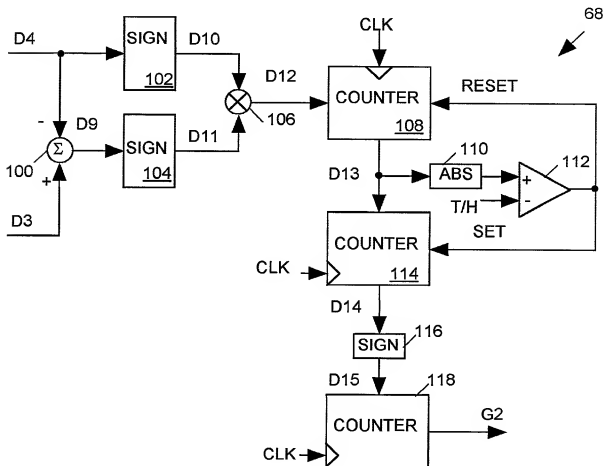 68
D4
SIGN
102
D10
CLK
D12
106
COUNTER
108
RESET
-
D9
100
Σ
+
SIGN
104
D11
D3
D13
110
ABS
112
+
-
T/H
COUNTER
114
SET
CLK
D14
SIGN
116
D15
118
COUNTER
G2
CLK